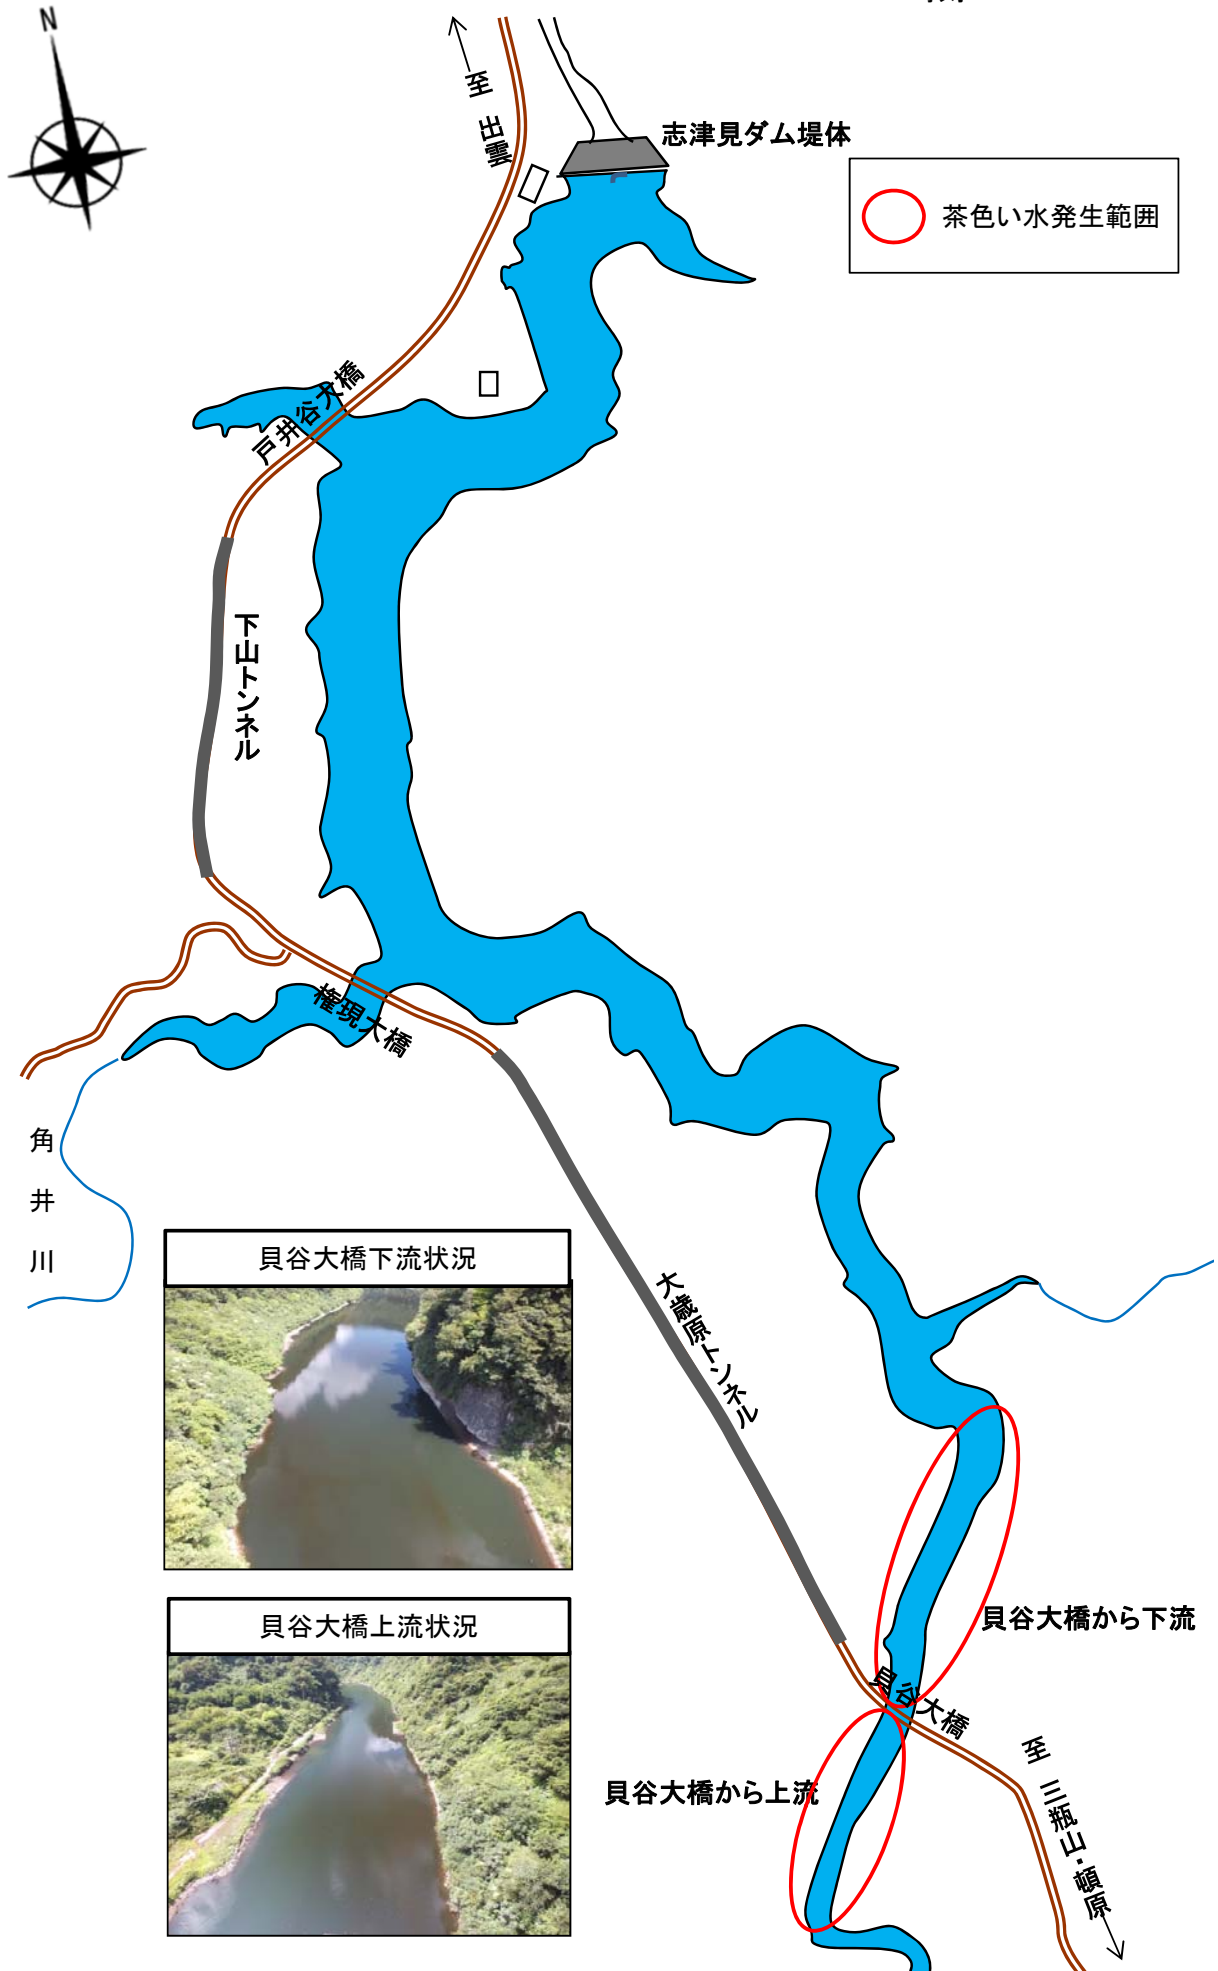 N
至 出雲
志津見ダム堤体
茶色い水発生範囲
戸井谷大橋
下山トンネル
権現大橋
角井川
貝谷大橋下流状況
大歳原トンネル
貝谷大橋上流状況
貝谷大橋から下流
貝谷大橋
貝谷大橋から上流
至 三瓶山・頓原